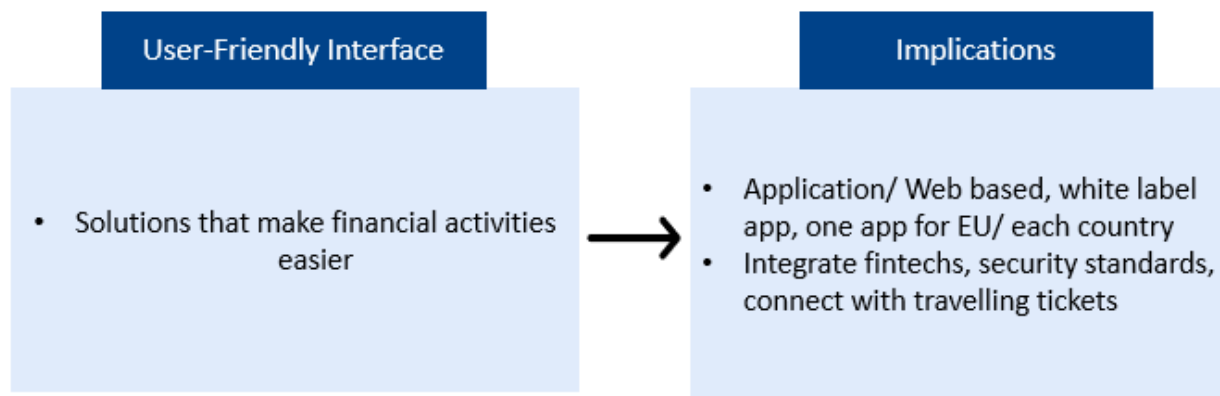 User-Friendly Interface
• Solutions that make financial activities
easier
Implications
• Application/ Web based, white label
app, one app for EU/ each country
• Integrate fintechs, security standards,
connect with travelling tickets